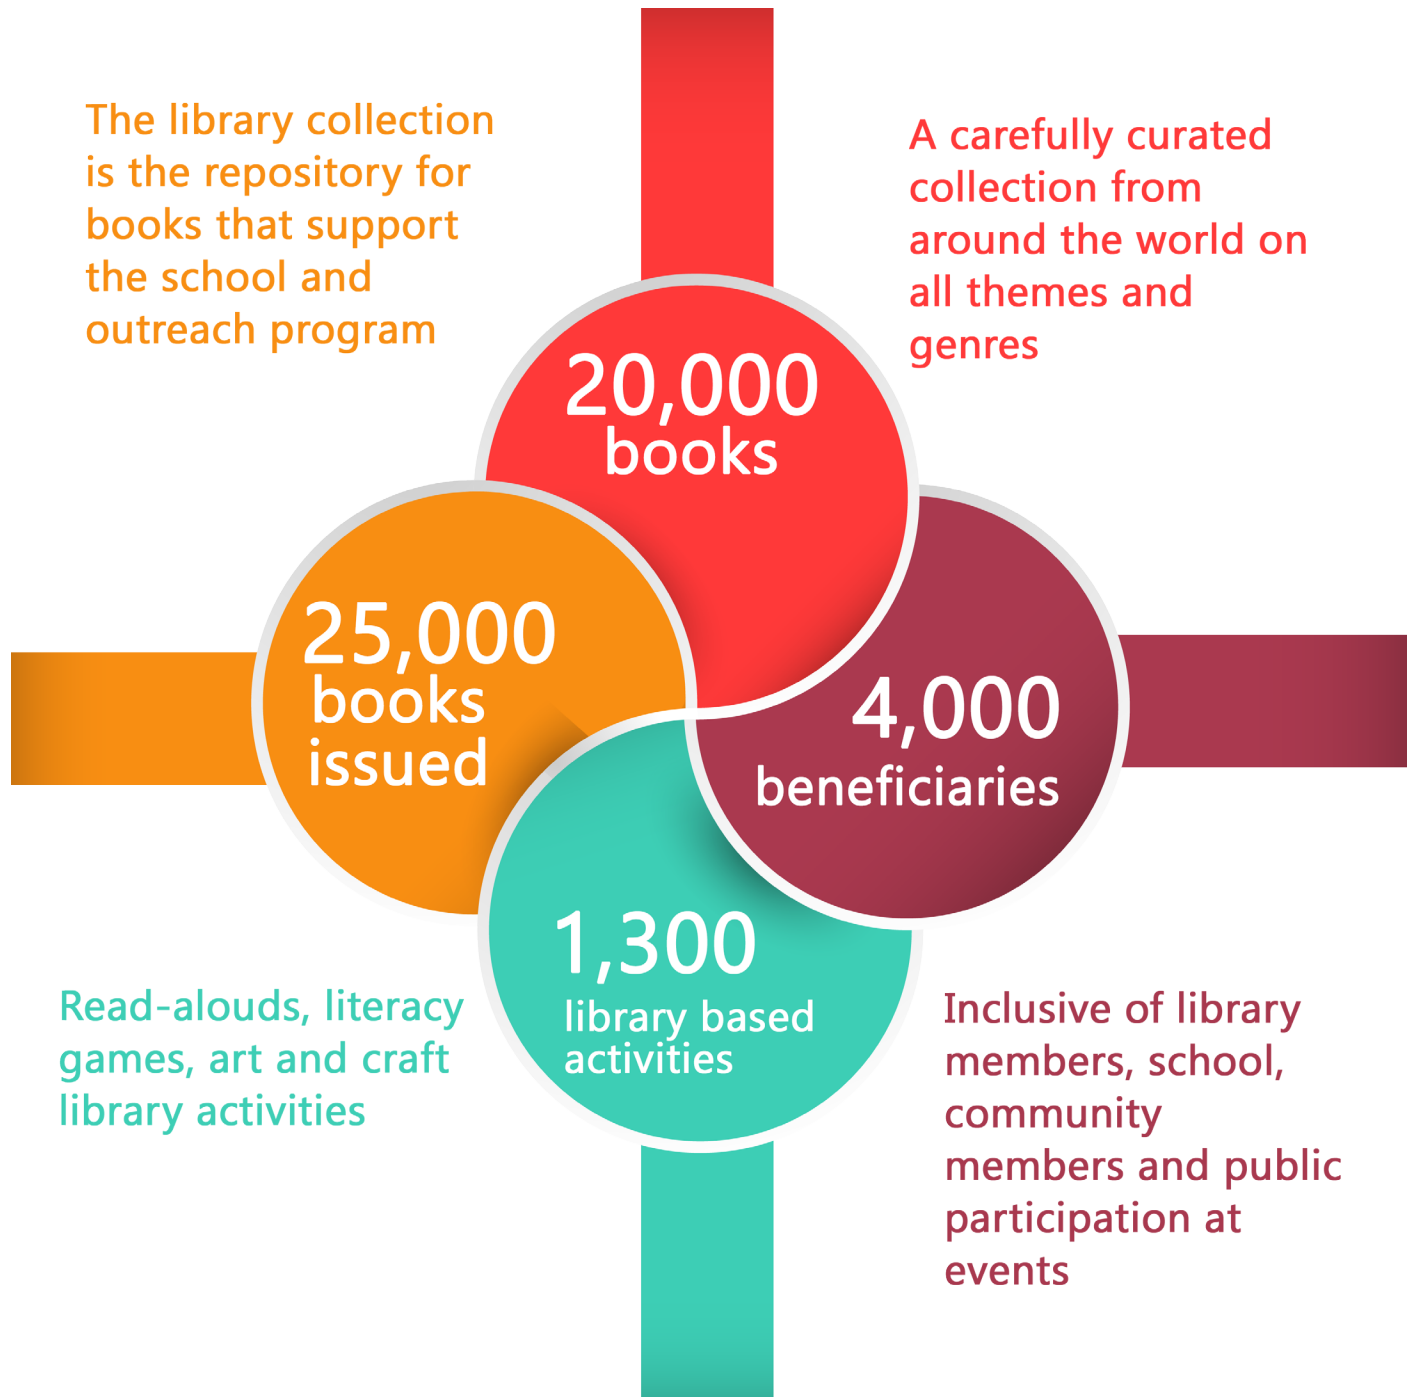 The library collection
is the repository for
books that support
the school and
outreach program
A carefully curated
collection from
around the world on
all themes and
genres
20,000
books
25,000
books
issued
4,000
beneficiaries
1,300
library based
activities
Read-alouds, literacy
games, art and craft
library activities
Inclusive of library
members, school,
community
members and public
participation at
events